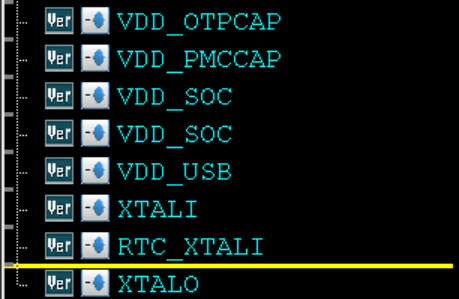 Ver VDD_OTPCAP
Ver VDD_PMCCAP
Ver VDD_SOC
Ver VDD_SOC
Ver VDD_USB
Ver XTALI
Ver RTC_XTALI
Ver XTALO